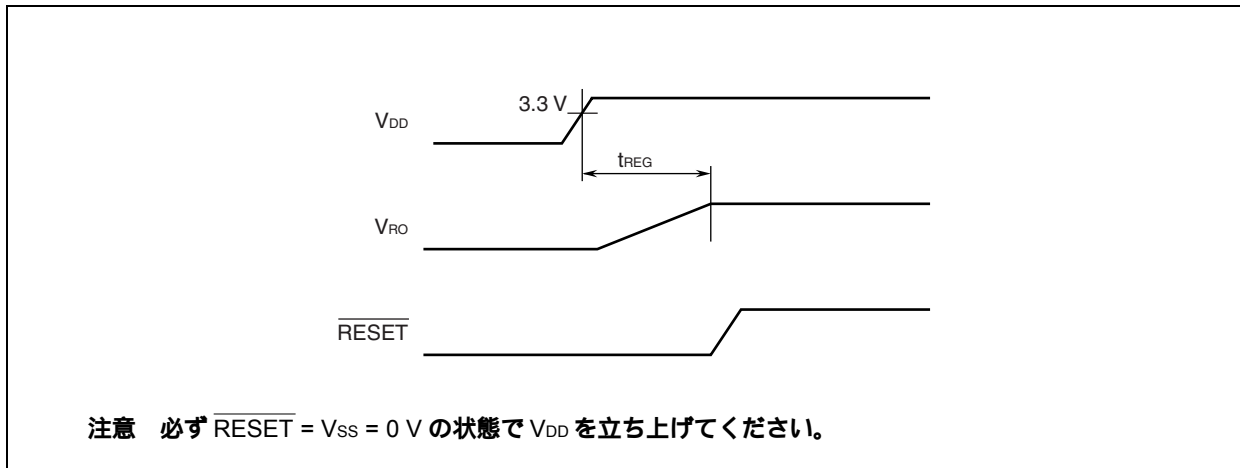 3.3 V
VDD
tREG
VRO
RESET
注意 必ず RESET = VSS = 0 V の状態で VDD を立ち上げてください。